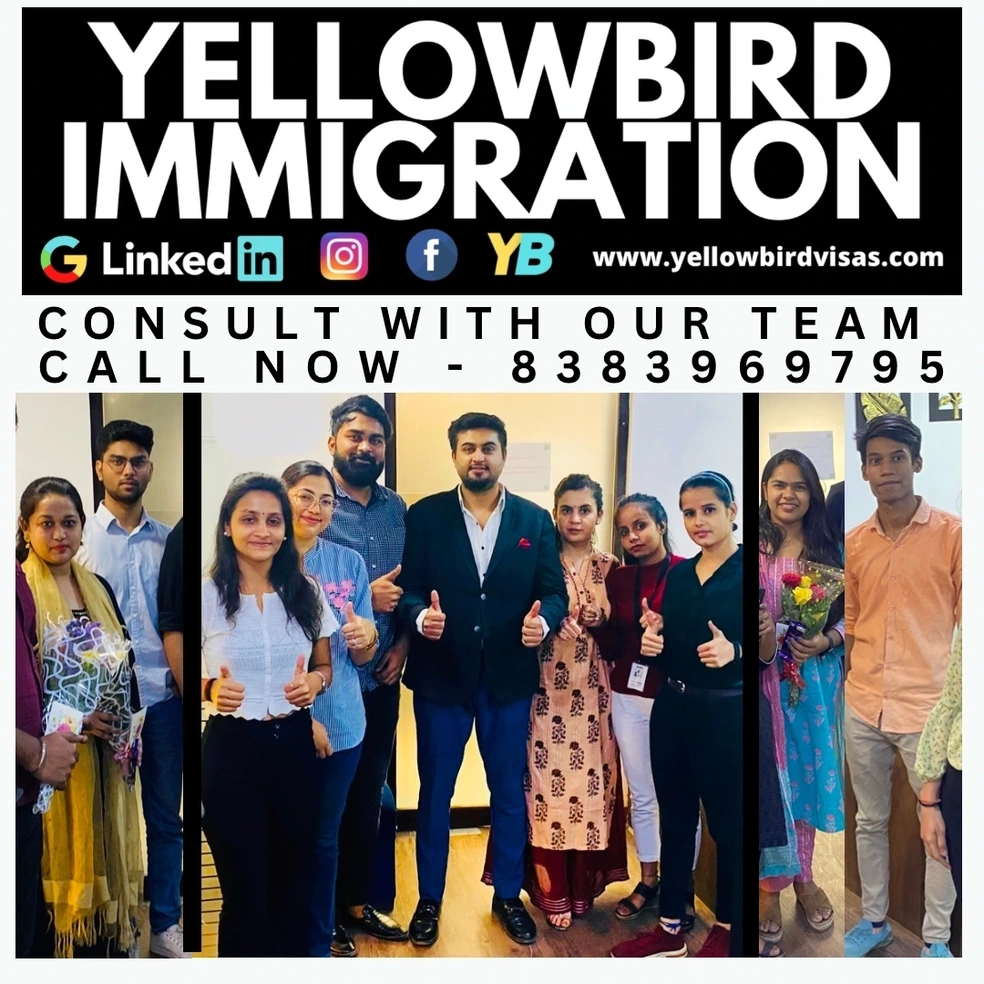 YELLOWBIRD
IMMIGRATION
G LinkedIn f YB www.yellowbirdvisas.com
CONSULT WITH OUR TEAM
CALL NOW - 8383969795